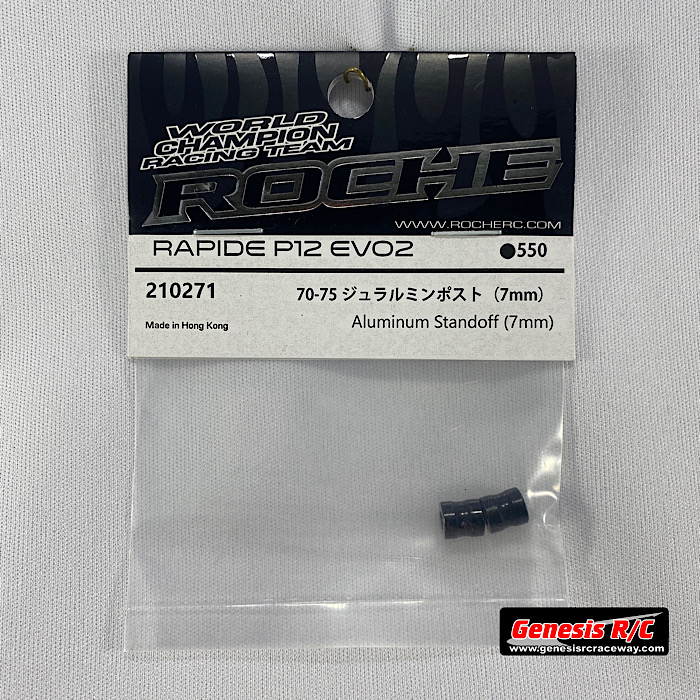 WORLD
CHAMPION
RACING TEAM
ROCHE
WWW.ROCHERC.COM
RAPIDE P12 EVO2
●550
210271
70-75 ジュラルミンポスト（7mm）
Made in Hong Kong
Aluminum Standoff (7mm)
Genesis R/C
www.genesisrcraceway.com